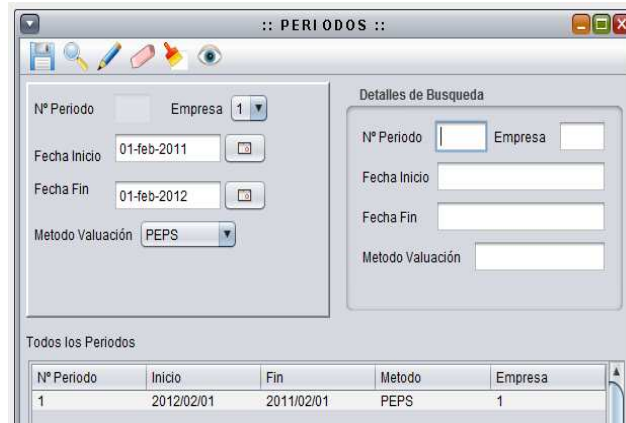 :: PERIODOS ::
Nº Periodo
Empresa 1
Fecha Inicio 01-feb-2011
Fecha Fin 01-feb-2012
Metodo Valuación PEPS
Detalles de Busqueda
Nº Periodo
Empresa
Fecha Inicio
Fecha Fin
Metodo Valuación
Todos los Periodos
Nº Periodo Inicio Fin Metodo Empresa
1 2012/02/01 2011/02/01 PEPS 1